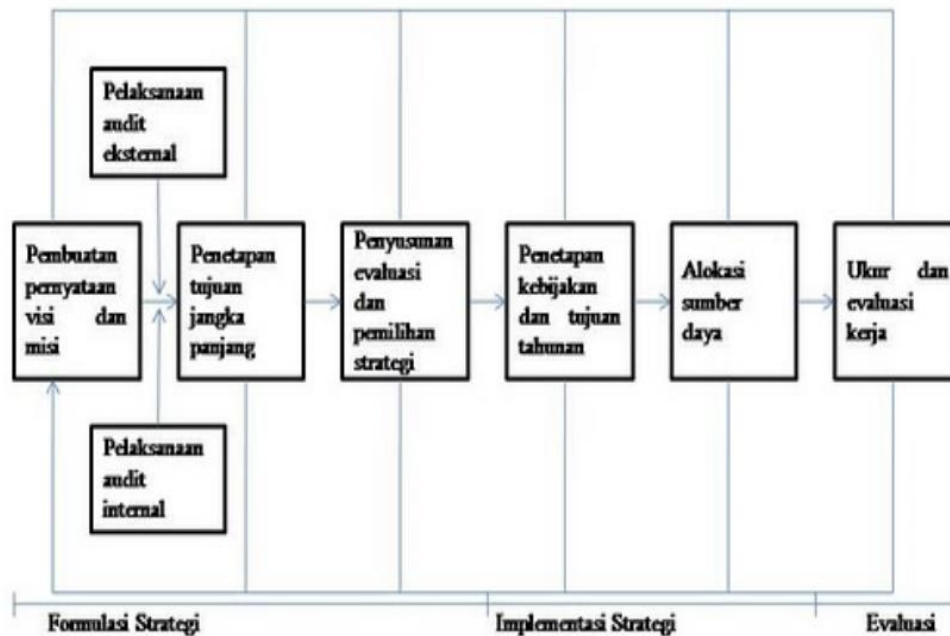 Pelaksanaan
audit
eksternal
Pembuatan
pernyataan
visi dan
misi
Penetapan
tujuan
jangka
panjang
Penyusunan
evaluasi
dan
pemilihan
strategi
Penetapan
kebijakan
dan tujuan
tahunan
Alokasi
sumber
daya
Ukur dan
evaluasi
kerja
Pelaksanaan
audit
internal
Formulasi Strategi
Implementasi Strategi
Evaluasi